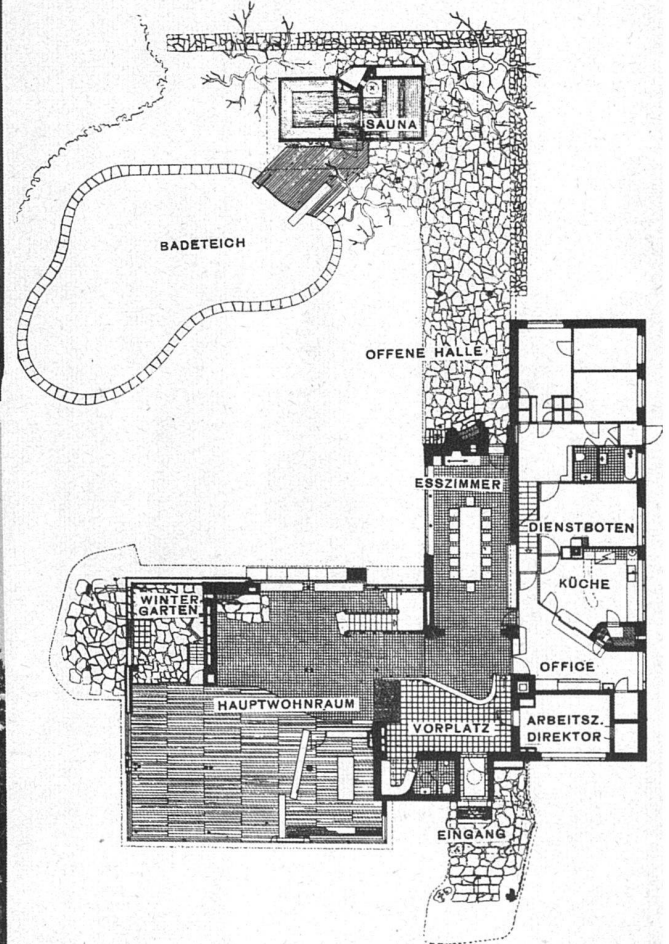 SAUNA
BADETEICH
OFFENE HALLE
ESSZIMMER
DIENSTBOTEN
KÜCHE
WINTER
GARTEN
OFFICE
HAUPTWOHNRAUM
VORPLATZ
ARBEITSZ.
DIREKTOR
EINGANG